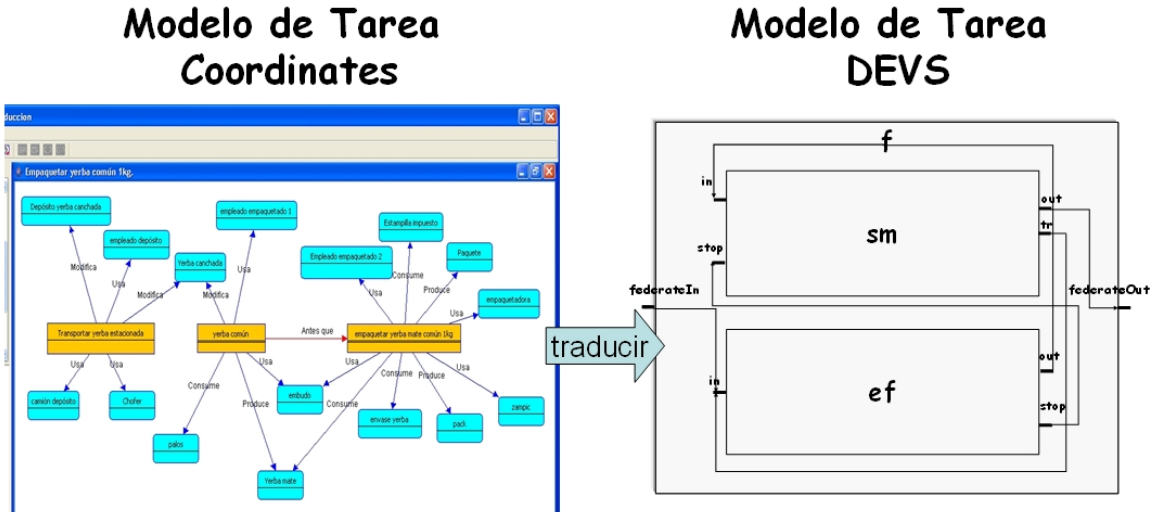 Modelo de Tarea
Coordinates
Modelo de Tarea
DEVS
duccion
Empaquetar yerba común 1kg.
Depósito yerba canchada
empleado depósito
Yerba canchada
empleado empaquetado 1
Estampilla impuesto
Empleado empaquetado 2
Paquete
empaquetadora
Modifica
Usa
Modifica
Modifica
Usa
Usa
Consume
Produce
Usa
Transportar yerba estacionada
yerba común
Antes que
empaquetar yerba mate común 1kg
Usa
Usa
Usa
Usa
Consume
Produce
Usa
Consume
Produce
Consume
camión depósito
Chofer
embudo
envase yerba
pack
zampic
palos
Yerba mate
traducir
f
in
out
tr
sm
stop
federateIn
federateOut
out
in
ef
stop